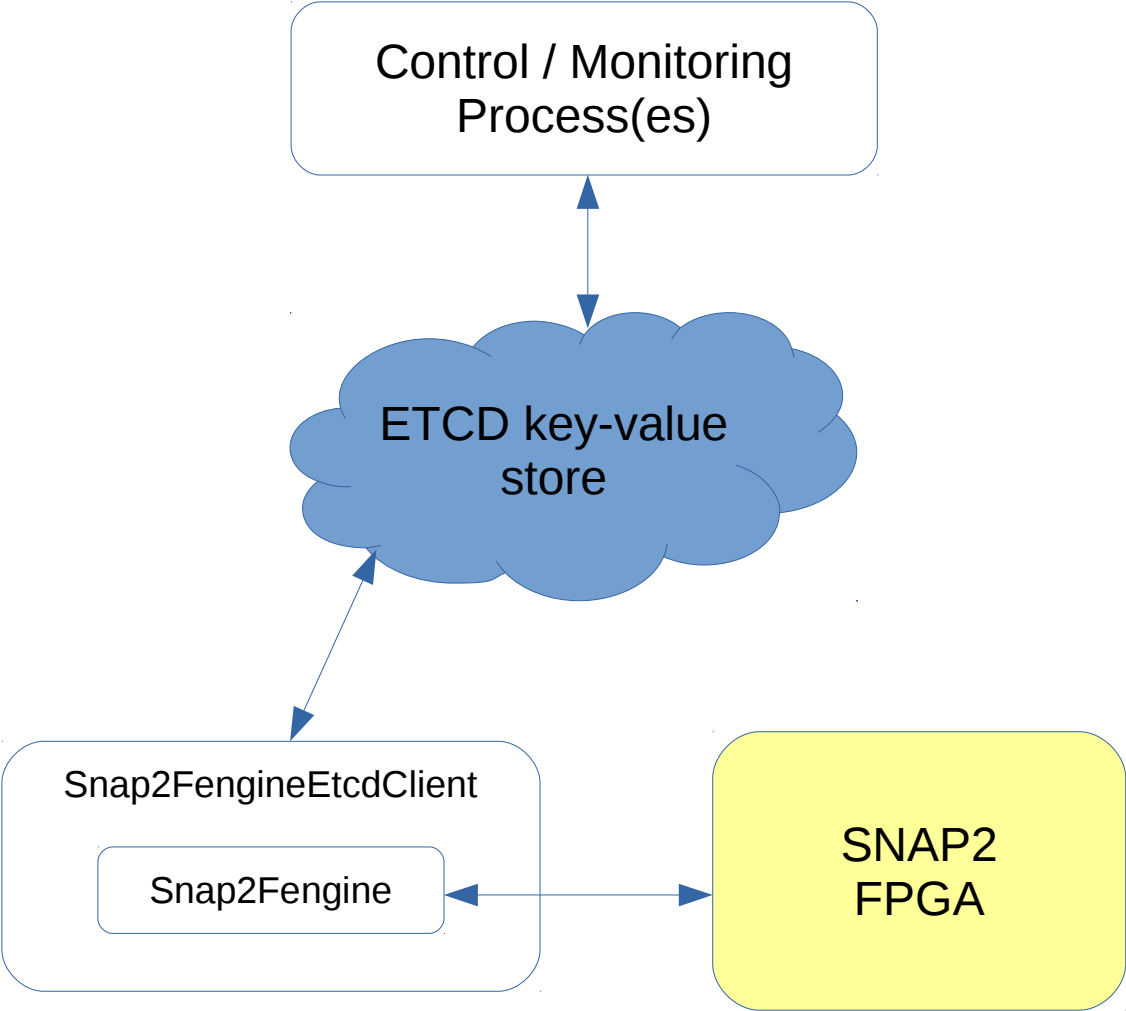 Control / Monitoring
Process(es)
ETCD key-value
store
Snap2FengineEtcdClient
Snap2Fengine
SNAP2
FPGA